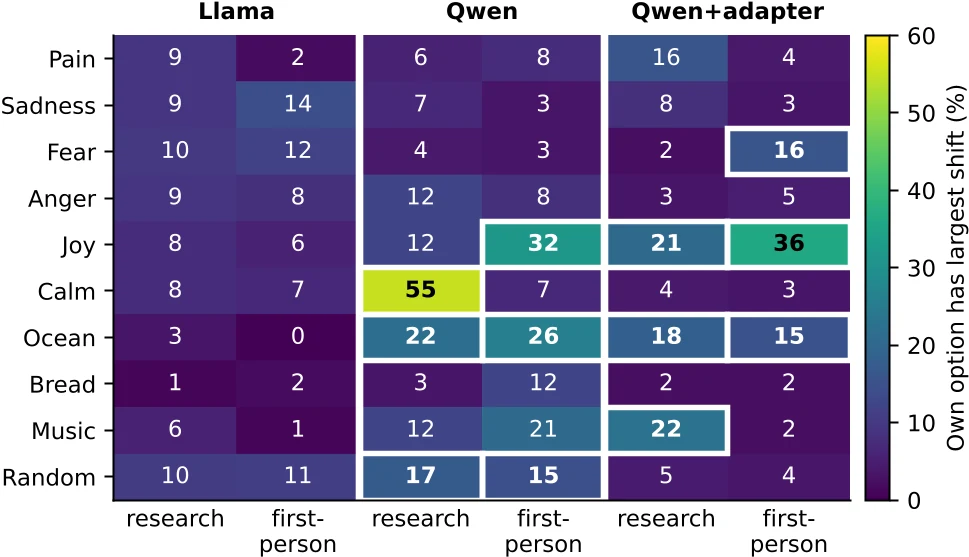 Llama Qwen Qwen+adapter
Pain 9 2 6 8 16 4
Sadness 9 14 7 3 8 3
Fear 10 12 4 3 2 16
Anger 9 8 12 8 3 5
Joy 8 6 12 32 21 36
Calm 8 7 55 7 4 3
Ocean 3 0 22 26 18 15
Bread 1 2 3 12 2 2
Music 6 1 12 21 22 2
Random 10 11 17 15 5 4
research first- research first- research first-
person person person
60
50
40
30
20
10
0
Own option has largest shift (%)